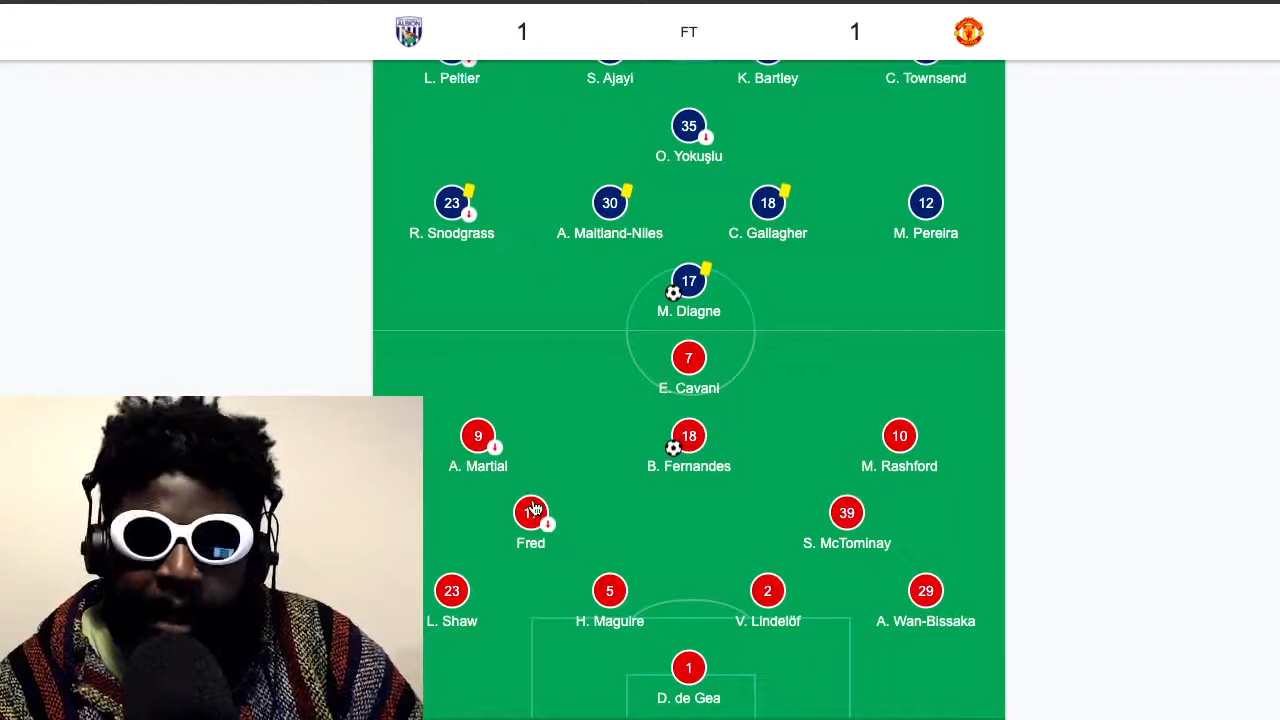 ALBION
1 FT 1
L. Peltier S. Ajayi K. Bartley C. Townsend
35
O. Yokuşlu
23 30 18 12
R. Snodgrass A. Maitland-Niles C. Gallagher M. Pereira
17
M. Diagne
7
E. Cavani
9 18 10
A. Martial B. Fernandes M. Rashford
39
Fred S. McTominay
23 5 2 29
L. Shaw H. Maguire V. Lindelöf A. Wan-Bissaka
1
D. de Gea